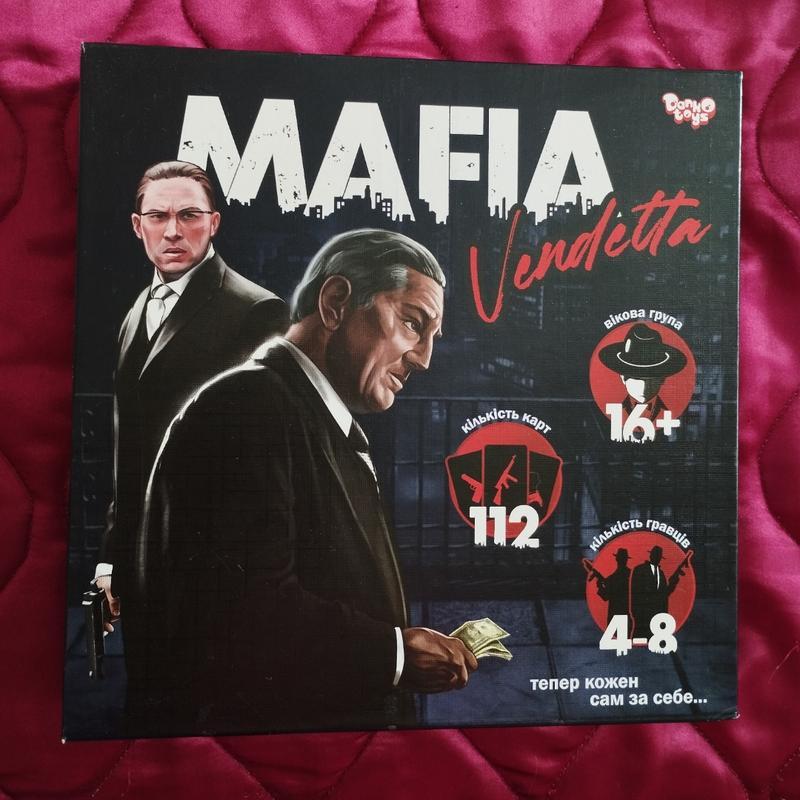 MAFIA
Vendetta
Danko
toys
вікова група
16+
кількість карт
112
кількість гравців
4-8
тепер кожен
сам за себе...